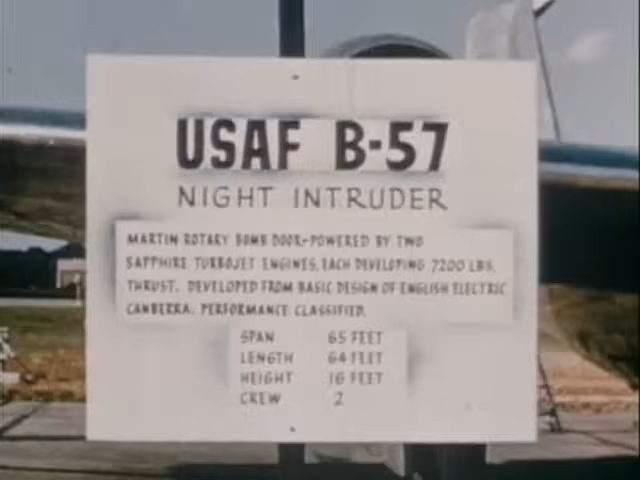 USAF B-57
NIGHT INTRUDER
MARTIN ROTARY BOMB DOOR-POWERED BY TWO
SAPPHIRE TURBOJET ENGINES, EACH DEVELOPING 7200 LBS.
THRUST. DEVELOPED FROM BASIC DESIGN OF ENGLISH ELECTRIC
CANBERRA. PERFORMANCE CLASSIFIED.
SPAN 65 FEET
LENGTH 64 FEET
HEIGHT 16 FEET
CREW 2